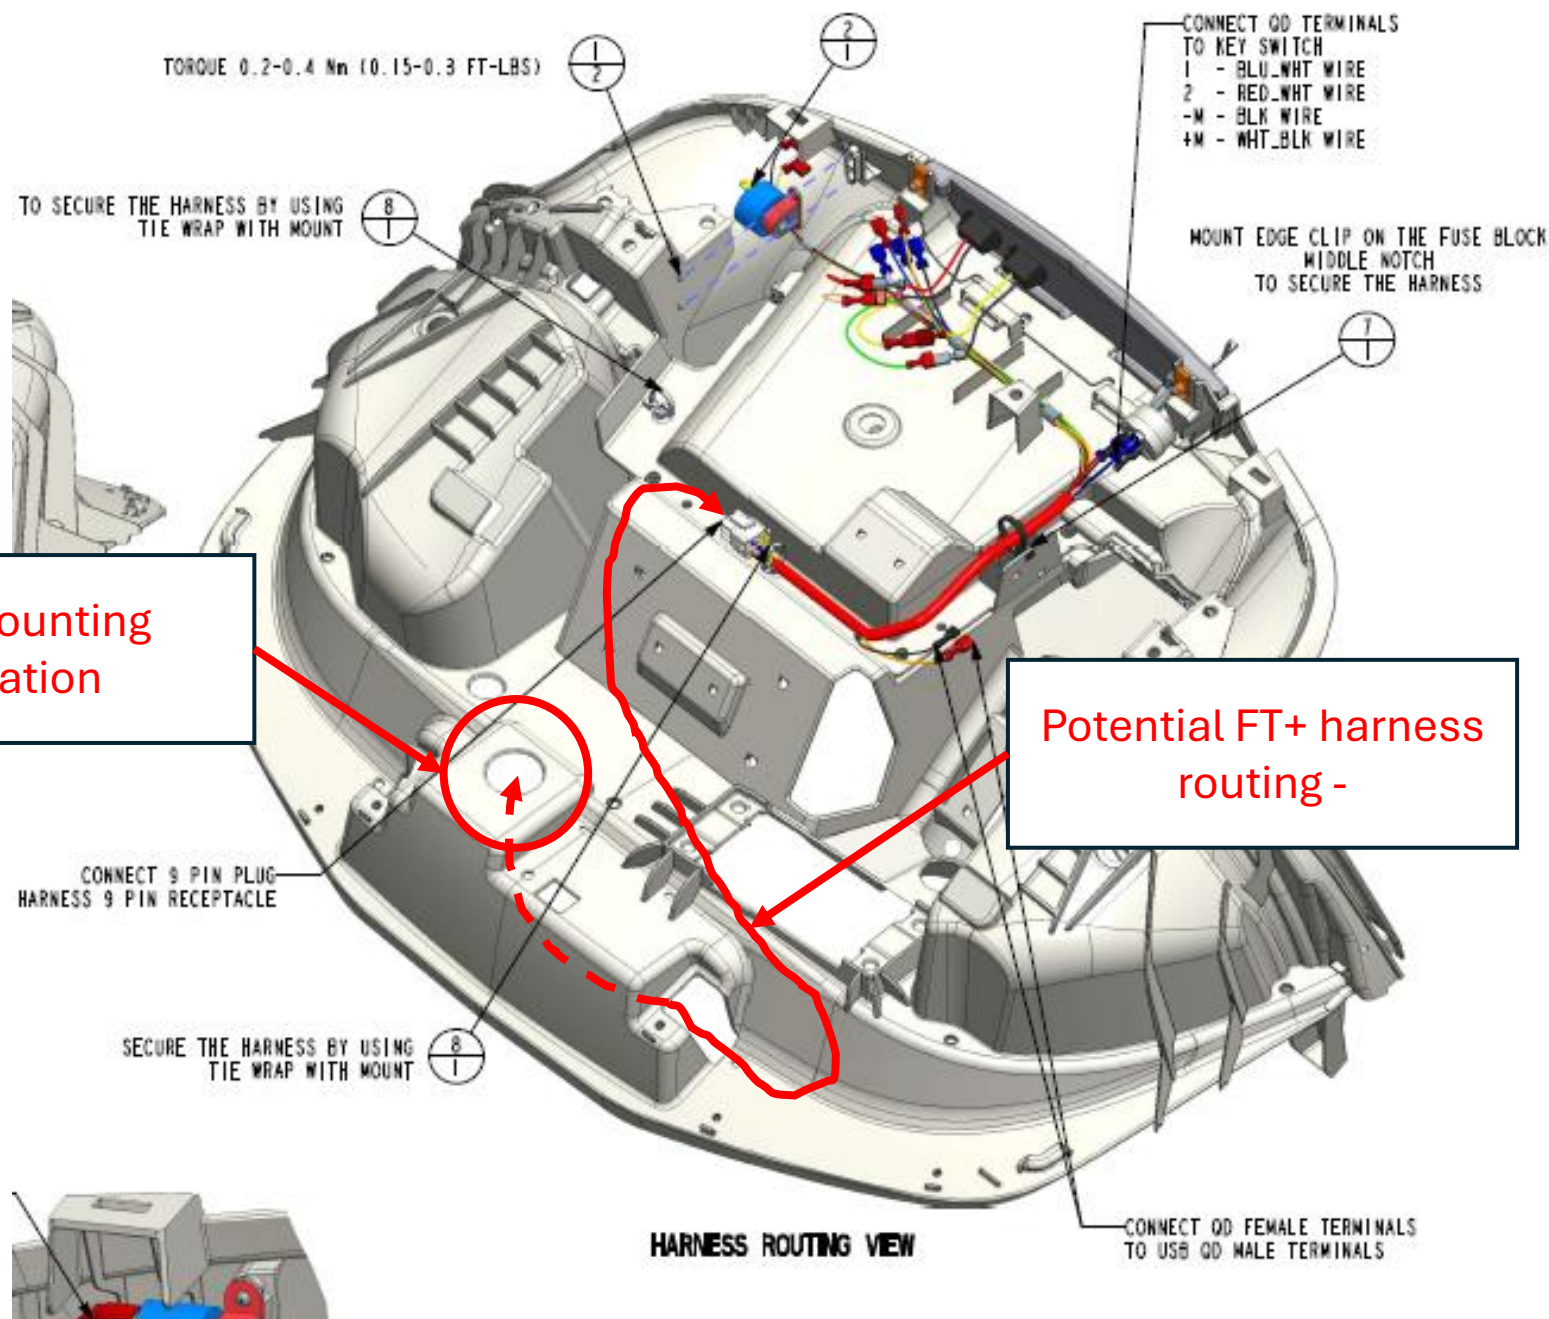 TORQUE 0.2-0.4 Nm (0.15-0.3 FT-LBS)
1
2
2
1
CONNECT QD TERMINALS
TO KEY SWITCH
1 - BLU_WHT WIRE
2 - RED_WHT WIRE
-M - BLK WIRE
+M - WHT_BLK WIRE
TO SECURE THE HARNESS BY USING
TIE WRAP WITH MOUNT
8
1
MOUNT EDGE CLIP ON THE FUSE BLOCK
MIDDLE NOTCH
TO SECURE THE HARNESS
7
1
ounting
ation
Potential FT+ harness
routing -
CONNECT 9 PIN PLUG
HARNESS 9 PIN RECEPTACLE
SECURE THE HARNESS BY USING
TIE WRAP WITH MOUNT
8
1
HARNESS ROUTING VIEW
CONNECT QD FEMALE TERMINALS
TO USB QD MALE TERMINALS